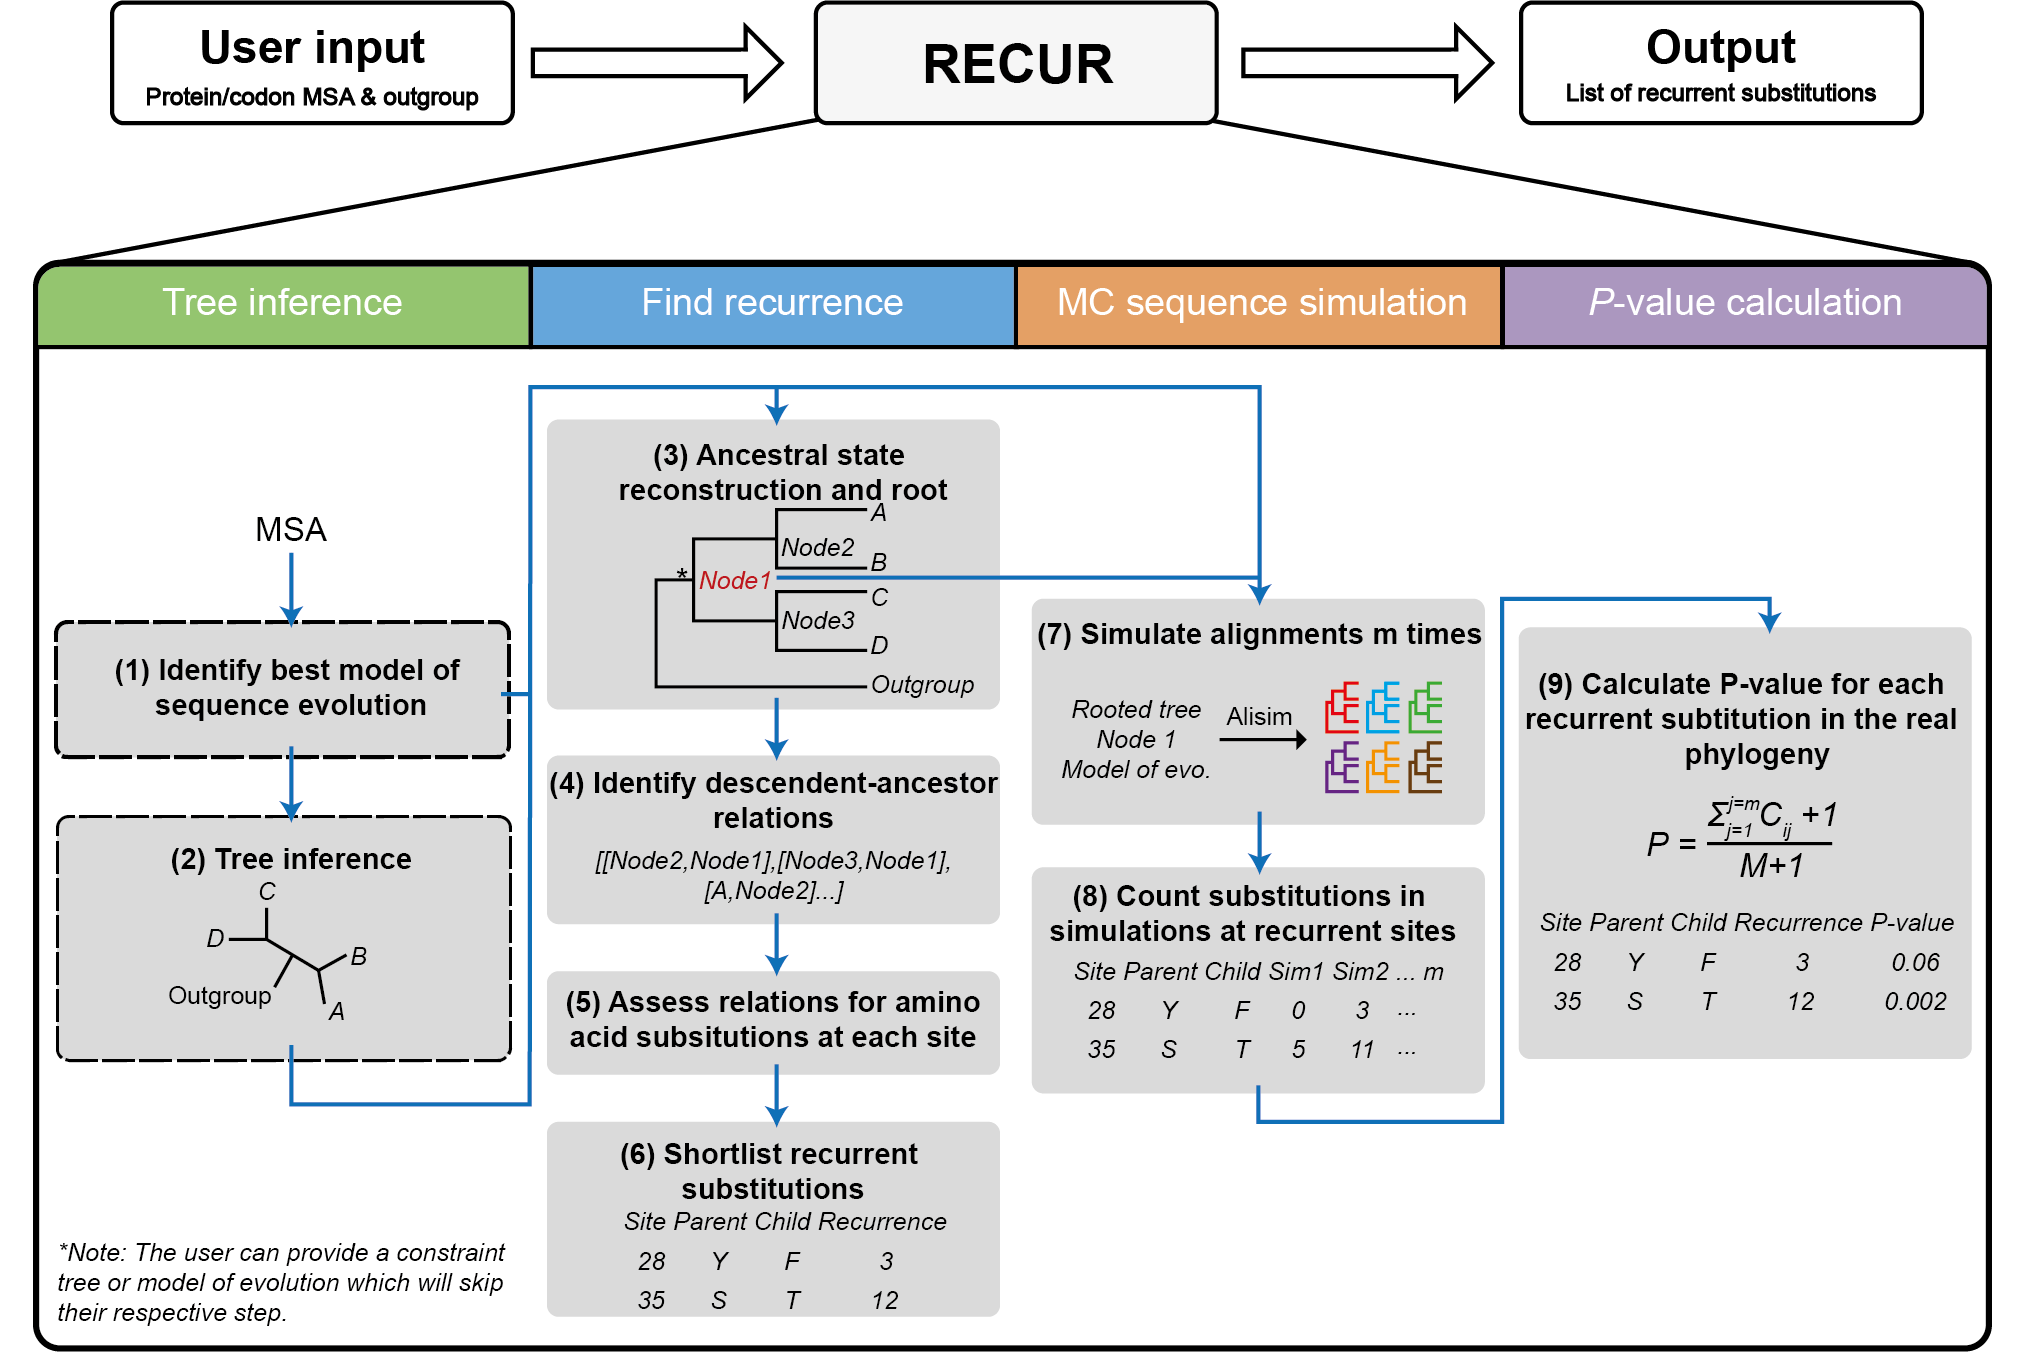 User input
Protein/codon MSA & outgroup
RECUR
Output
List of recurrent substitutions
Tree inference
Find recurrence
MC sequence simulation
P-value calculation
MSA
(1) Identify best model of
sequence evolution
(2) Tree inference
C
D
B
Outgroup
A
*Note: The user can provide a constraint
tree or model of evolution which will skip
their respective step.
(3) Ancestral state
reconstruction and root
A
Node2
B
* Node1
C
Node3
D
Outgroup
(4) Identify descendent-ancestor
relations
[[Node2,Node1],[Node3,Node1],
[A,Node2]...]
(5) Assess relations for amino
acid subsitutions at each site
(6) Shortlist recurrent
substitutions
Site Parent Child Recurrence
28 Y F 3
35 S T 12
(7) Simulate alignments m times
Rooted tree
Node 1
Model of evo.
Alisim
(8) Count substitutions in
simulations at recurrent sites
Site Parent Child Sim1 Sim2 ... m
28 Y F 0 3 ...
35 S T 5 11 ...
(9) Calculate P-value for each
recurrent subtitution in the real
phylogeny
P = Σ j=m j=1 Cij +1
M+1
Site Parent Child Recurrence P-value
28 Y F 3 0.06
35 S T 12 0.002